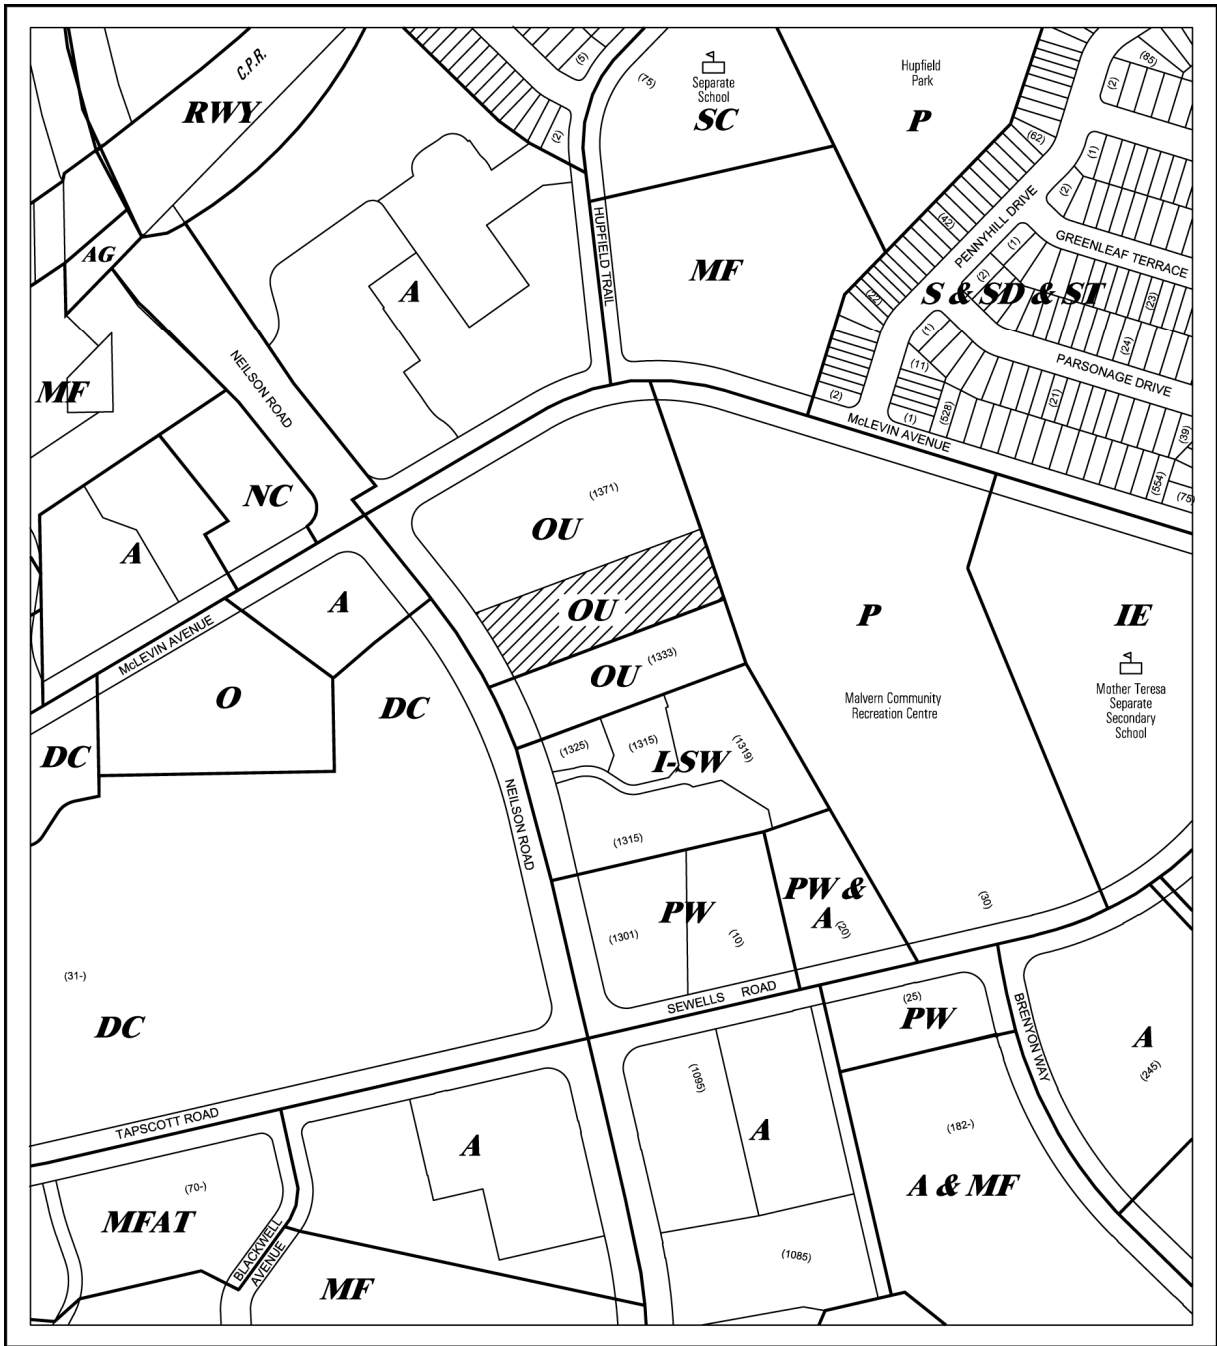 C.P.R.
RWY
(5)
(75)
Separate
School
SC
Hupfield
Park
P
(85)
(2)
(2)
(62)
(1)
(2)
(42)
PENNYHILL DRIVE
(1)
GREENLEAF TERRACE
(2)
S & SD & ST
(22)
(23)
(1)
(24)
(11)
PARSONAGE DRIVE
(2)
(21)
(1)
(528)
(39)
(554)
(75)
HUPFIELD TRAIL
MF
AG
A
MF
NEILSON ROAD
McLEVIN AVENUE
NC
(1371)
OU
A
A
OU
McLEVIN AVENUE
OU
(1333)
P
IE
Mother Teresa
Separate
Secondary
School
Malvern Community
Recreation Centre
O
DC
DC
(1325)
(1315)
(1319)
I-SW
NEILSON ROAD
(1315)
PW &
A
(20)
PW
(1301)
(10)
(30)
(31-)
DC
SEWELLS ROAD
(25)
PW
BRENYON WAY
A
(245)
TAPSCOTT ROAD
(1095)
A
A
(182-)
A & MF
(70-)
MFAT
BLACKWELL
AVENUE
MF
(1085)